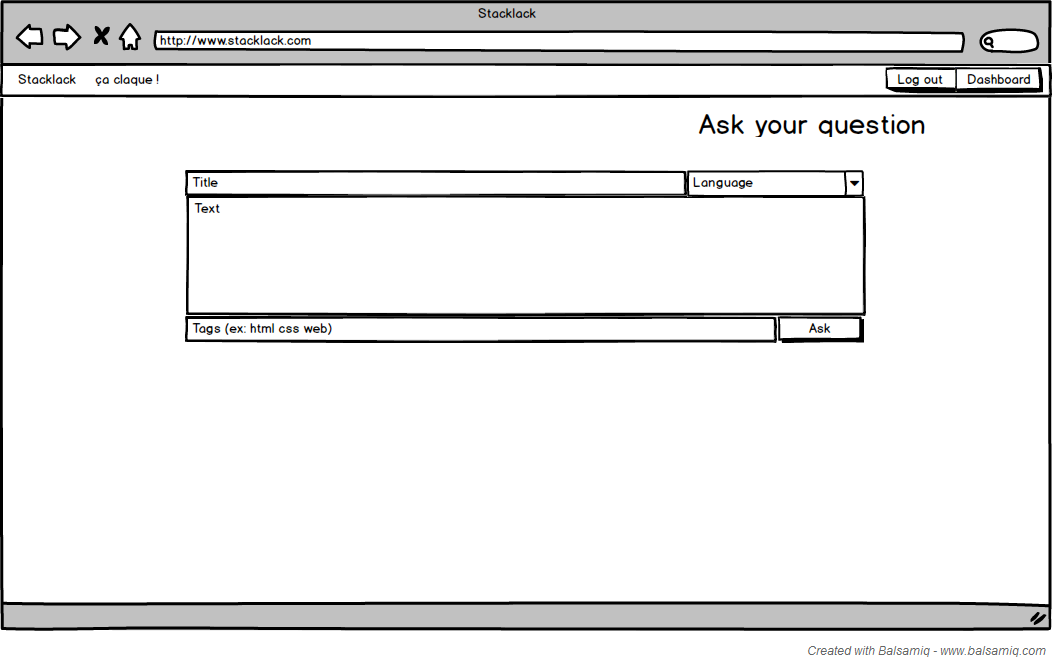 Stacklack
http://www.stacklack.com
Stacklack ça claque ! Log out Dashboard
Ask your question
Title Language
Text
Tags (ex: html css web) Ask
Created with Balsamiq - www.balsamiq.com